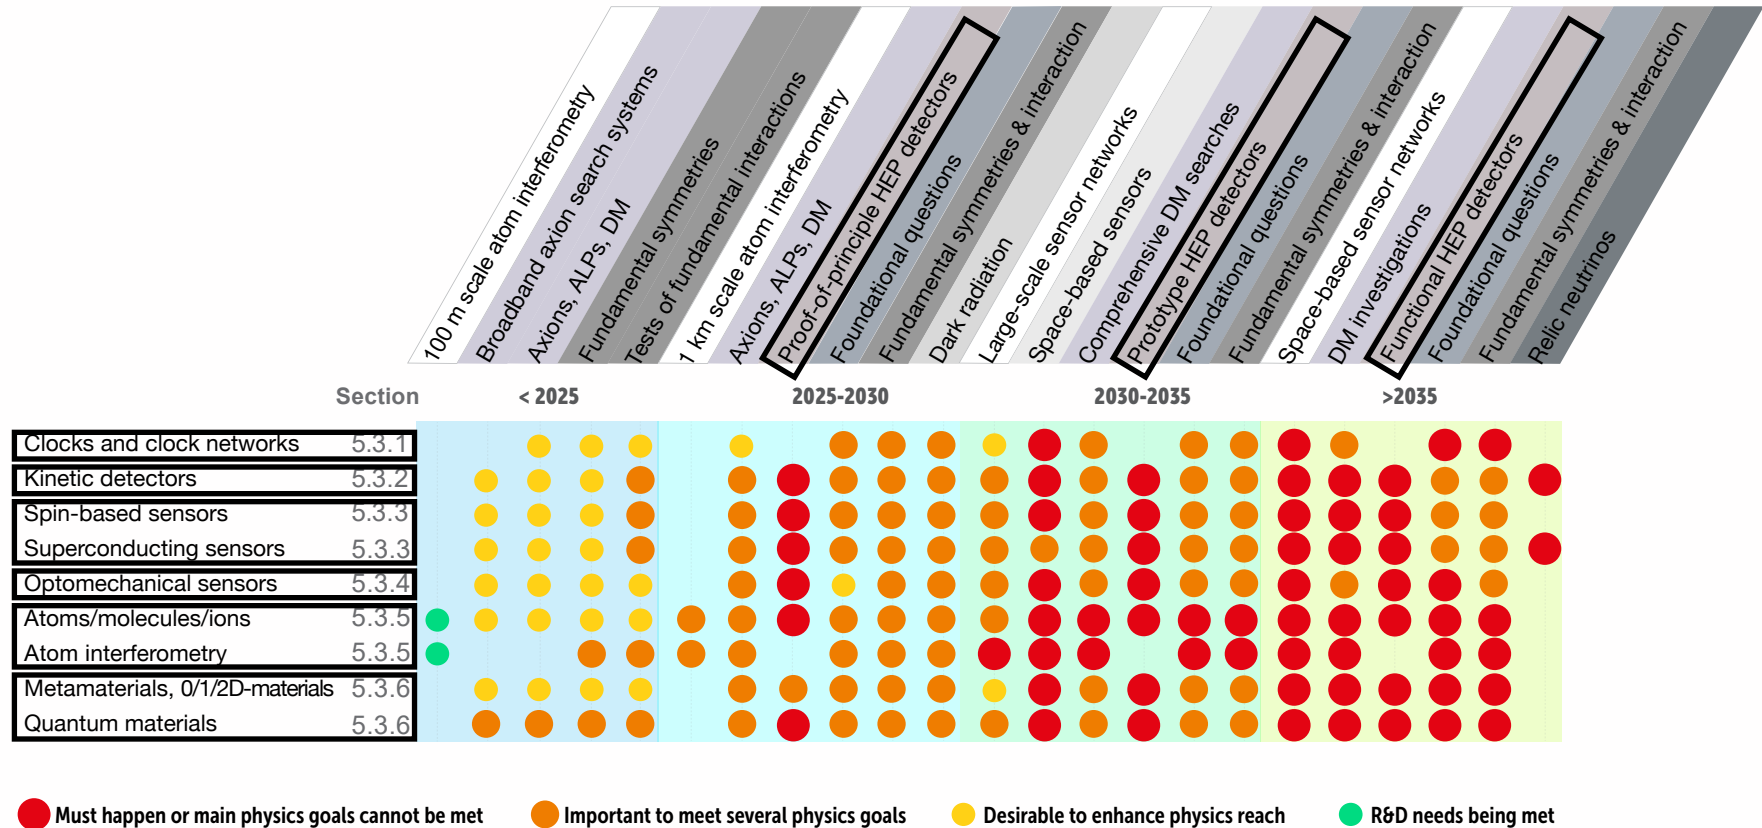 100 m scale atom interferometry
Broadband axion search systems
Axions, ALPs, DM
Fundamental symmetries
Tests of fundamental interactions
1 km scale atom interferometry
Axions, ALPs, DM
Proof-of-principle HEP detectors
Foundational questions
Fundamental symmetries & interaction
Dark radiation
Large-scale sensor networks
Space-based sensors
Comprehensive DM searches
Prototype HEP detectors
Foundational questions
Fundamental symmetries & interaction
Space-based sensor networks
DM investigations
Functional HEP detectors
Foundational questions
Fundamental symmetries & interaction
Relic neutrinos
Section < 2025 2025-2030 2030-2035 >2035
Clocks and clock networks 5.3.1
Kinetic detectors 5.3.2
Spin-based sensors 5.3.3
Superconducting sensors 5.3.3
Optomechanical sensors 5.3.4
Atoms/molecules/ions 5.3.5
Atom interferometry 5.3.5
Metamaterials, 0/1/2D-materials 5.3.6
Quantum materials 5.3.6
Must happen or main physics goals cannot be met Important to meet several physics goals Desirable to enhance physics reach R&D needs being met